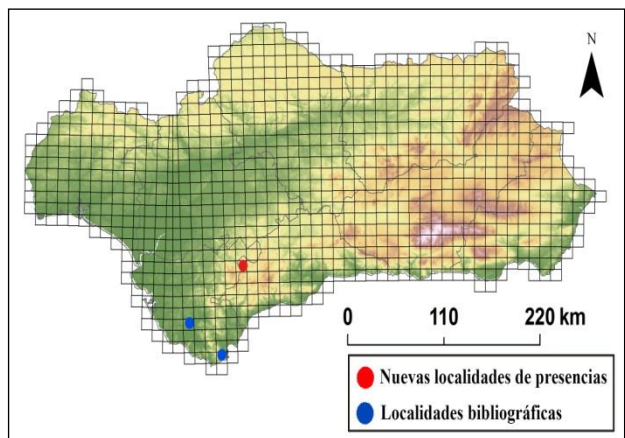 N
0 110 220 km
Nuevas localidades de presencias
Localidades bibliográficas